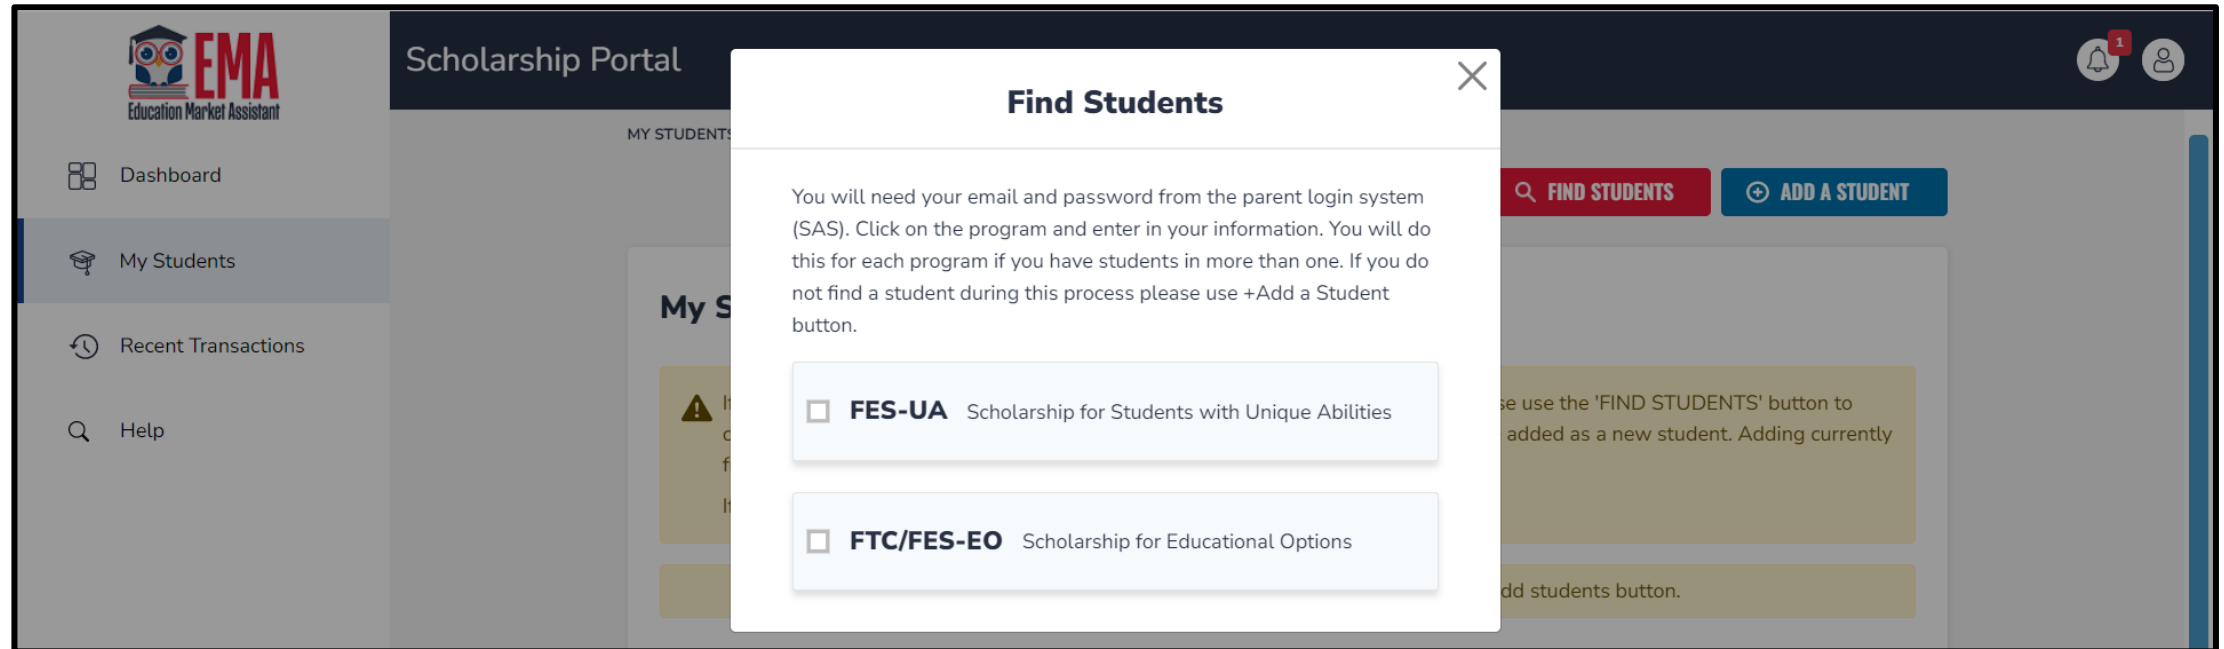 EMA
Education Market Assistant
Scholarship Portal
1
Dashboard
My Students
Recent Transactions
Help
MY STUDENTS
FIND STUDENTS
ADD A STUDENT
My S
Find Students
You will need your email and password from the parent login system
(SAS). Click on the program and enter in your information. You will do
this for each program if you have students in more than one. If you do
not find a student during this process please use +Add a Student
button.
FES-UA Scholarship for Students with Unique Abilities
FTC/FES-EO Scholarship for Educational Options
use the 'FIND STUDENTS' button to
added as a new student. Adding currently
students button.